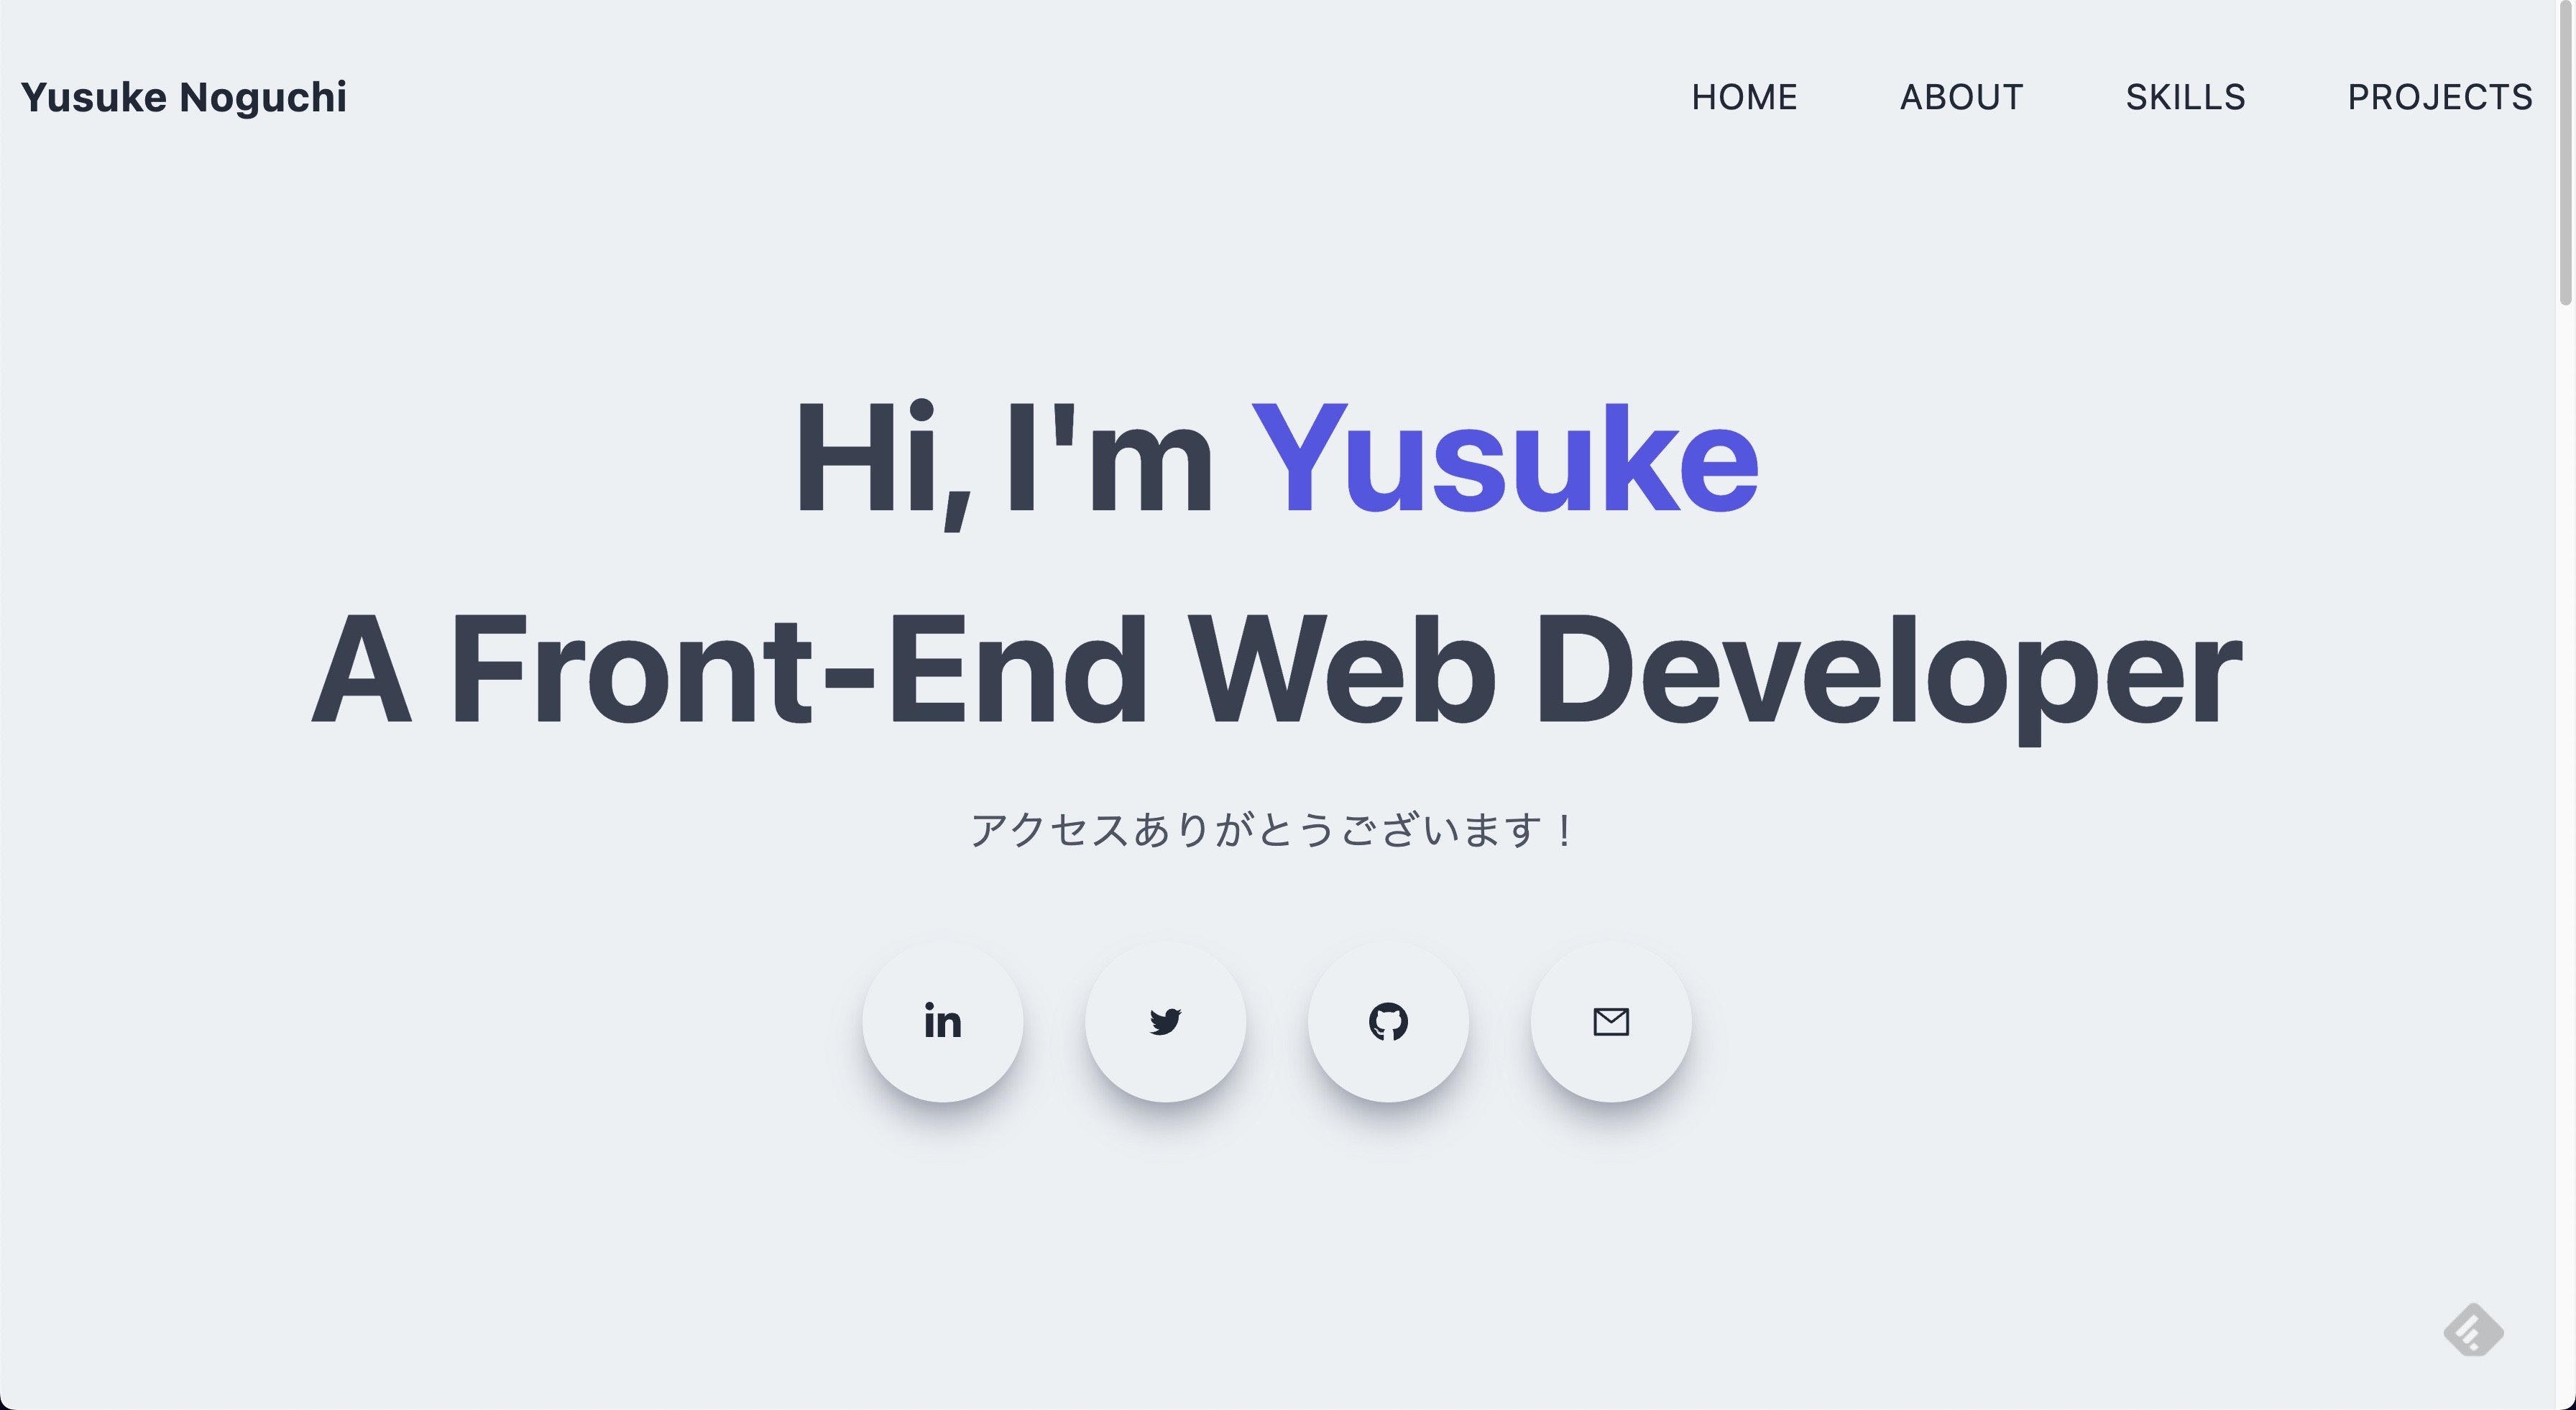 Yusuke Noguchi
HOME ABOUT SKILLS PROJECTS
Hi, I'm Yusuke
A Front-End Web Developer
アクセスありがとうございます！
in